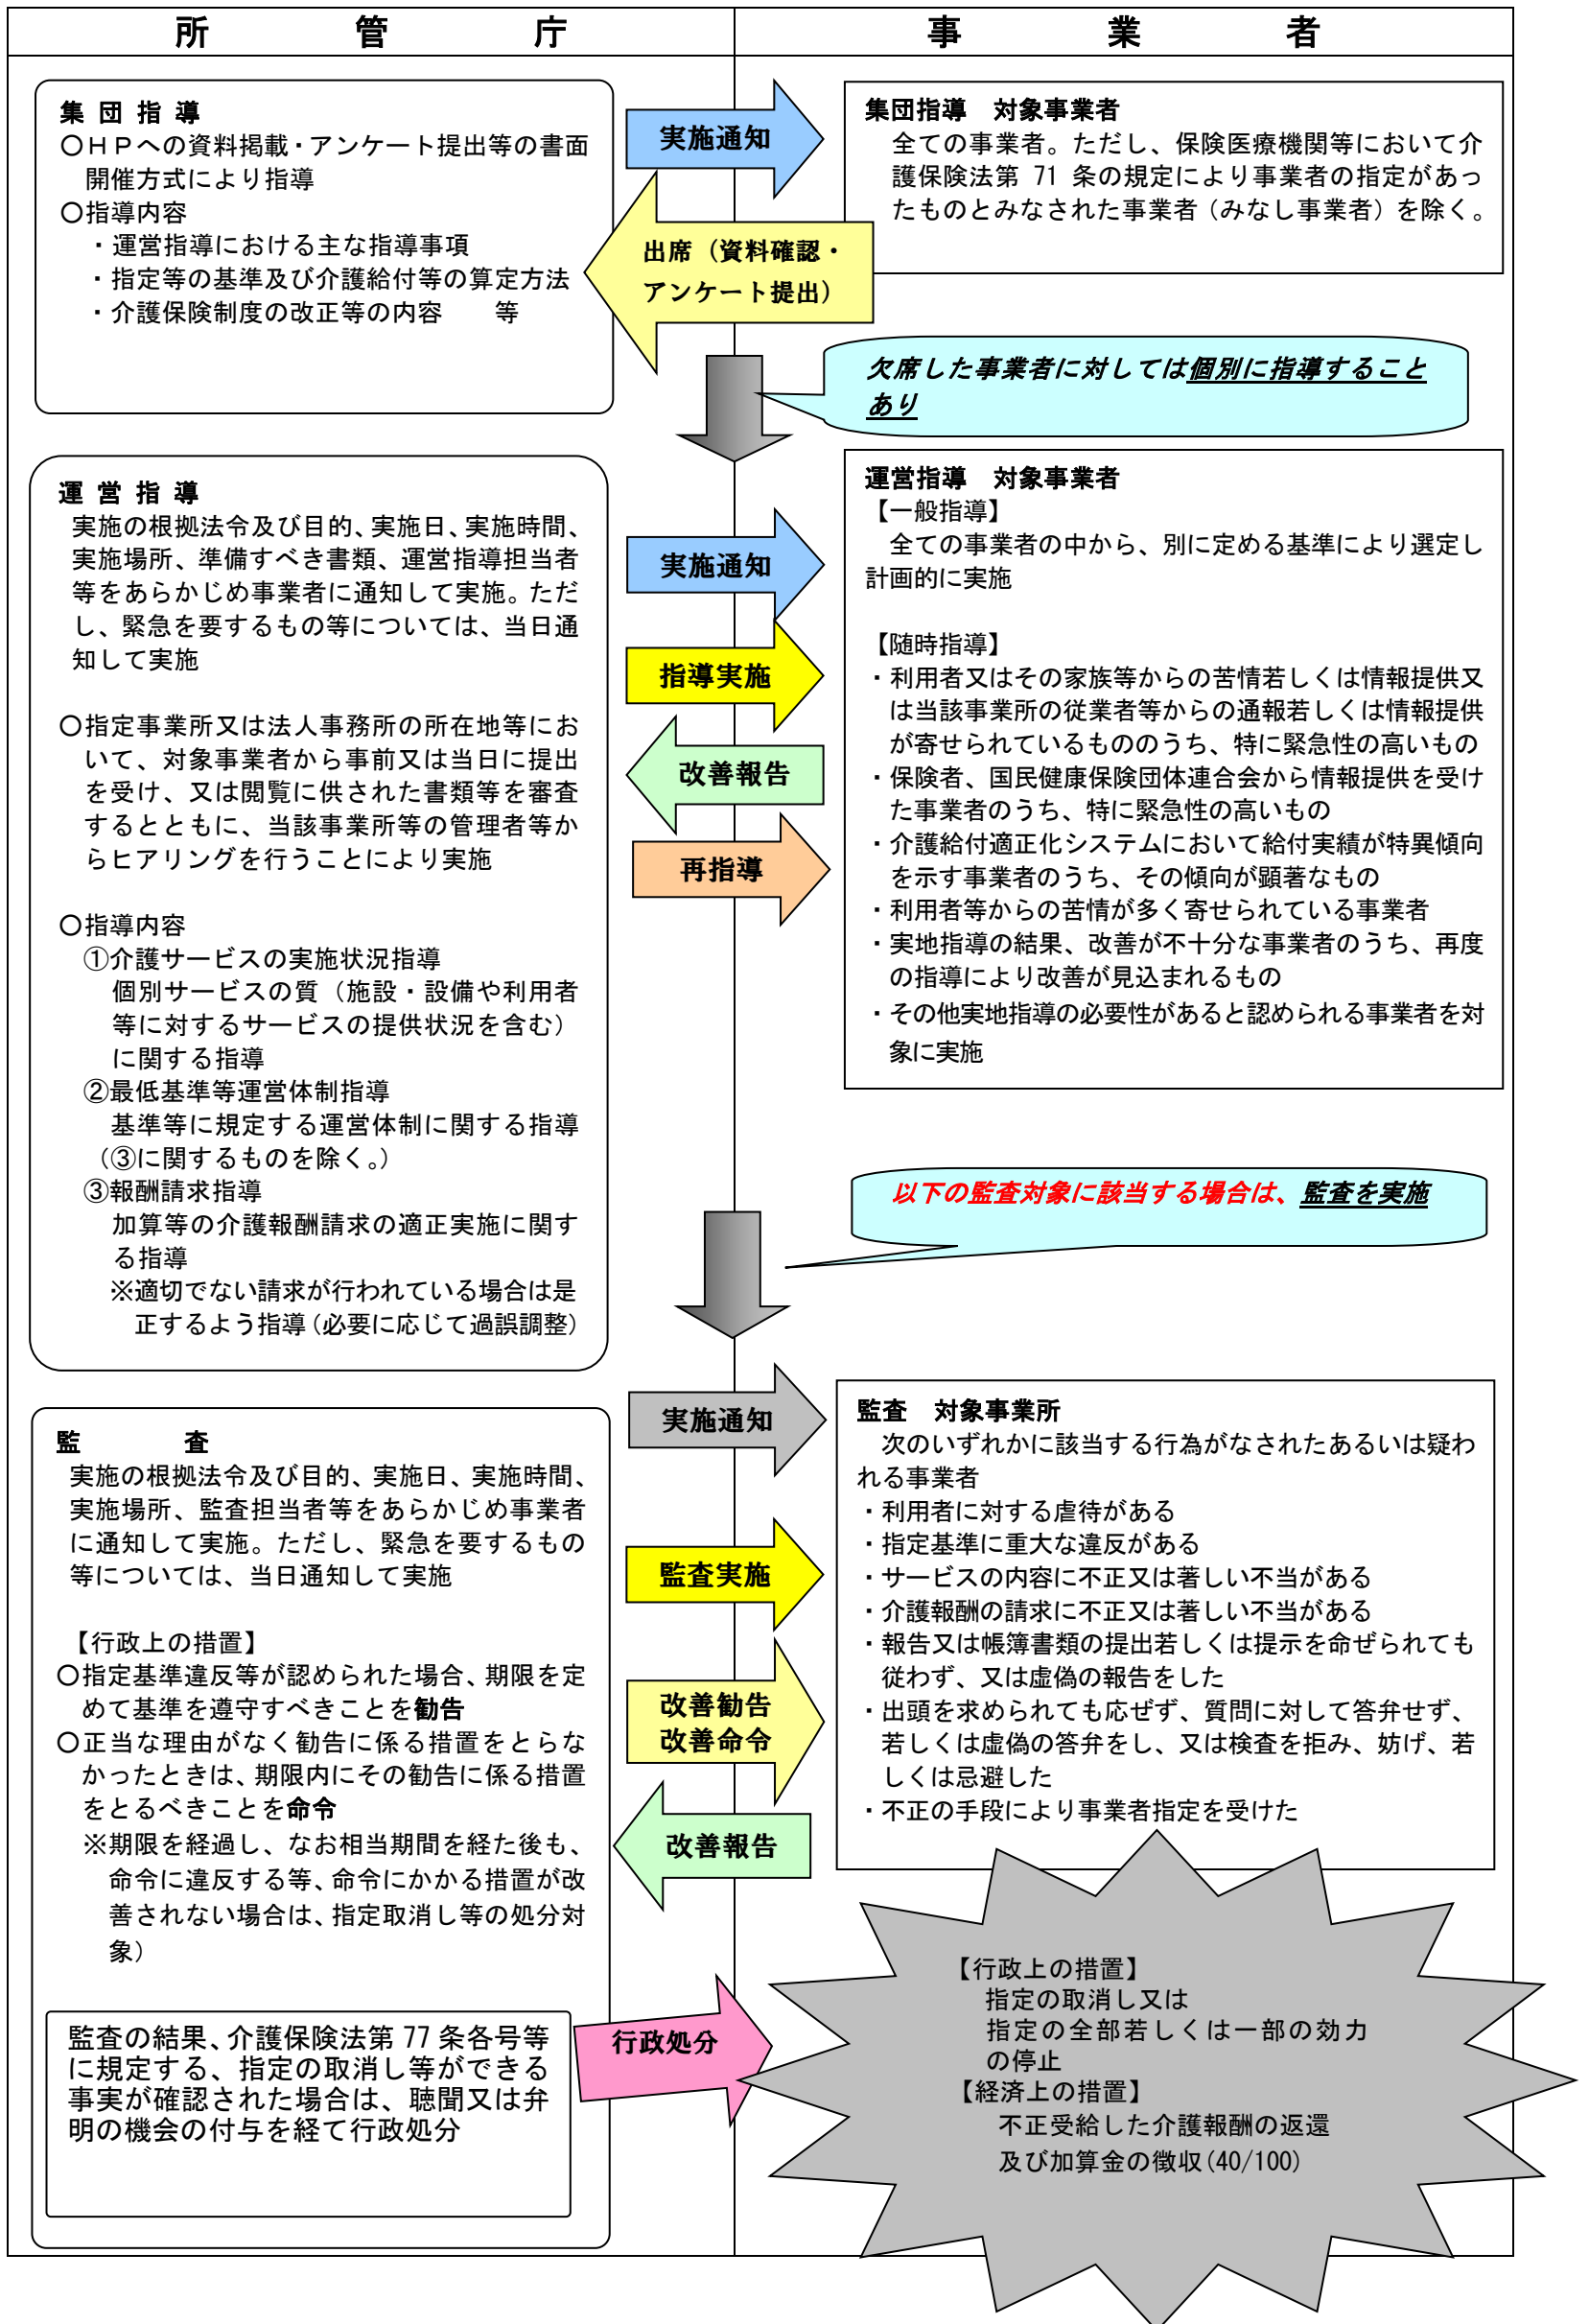 所管庁
事業者
集団指導
〇ＨＰへの資料掲載・アンケート提出等の書面
開催方式により指導
〇指導内容
・運営指導における主な指導事項
・指定等の基準及び介護給付等の算定方法
・介護保険制度の改正等の内容　　等
実施通知
出席（資料確認・
アンケート提出）
集団指導　対象事業者
全ての事業者。ただし、保険医療機関等において介
護保険法第 71 条の規定により事業者の指定があっ
たものとみなされた事業者（みなし事業者）を除く。
欠席した事業者に対しては個別に指導すること
あり
運営指導
実施の根拠法令及び目的、実施日、実施時間、
実施場所、準備すべき書類、運営指導担当者
等をあらかじめ事業者に通知して実施。ただ
し、緊急を要するもの等については、当日通
知して実施
〇指定事業所又は法人事務所の所在地等にお
いて、対象事業者から事前又は当日に提出
を受け、又は閲覧に供された書類等を審査
するとともに、当該事業所等の管理者等か
らヒアリングを行うことにより実施
〇指導内容
①介護サービスの実施状況指導
個別サービスの質（施設・設備や利用者
等に対するサービスの提供状況を含む）
に関する指導
②最低基準等運営体制指導
基準等に規定する運営体制に関する指導
（③に関するものを除く。）
③報酬請求指導
加算等の介護報酬請求の適正実施に関す
る指導
※適切でない請求が行われている場合は是
正するよう指導（必要に応じて過誤調整）
実施通知
指導実施
改善報告
再指導
運営指導　対象事業者
【一般指導】
全ての事業者の中から、別に定める基準により選定し
計画的に実施
【随時指導】
・利用者又はその家族等からの苦情若しくは情報提供又
は当該事業所の従業者等からの通報若しくは情報提供
が寄せられているもののうち、特に緊急性の高いもの
・保険者、国民健康保険団体連合会から情報提供を受け
た事業者のうち、特に緊急性の高いもの
・介護給付適正化システムにおいて給付実績が特異傾向
を示す事業者のうち、その傾向が顕著なもの
・利用者等からの苦情が多く寄せられている事業者
・実地指導の結果、改善が不十分な事業者のうち、再度
の指導により改善が見込まれるもの
・その他実地指導の必要性があると認められる事業者を対
象に実施
以下の監査対象に該当する場合は、監査を実施
監　　　　査
実施の根拠法令及び目的、実施日、実施時間、
実施場所、監査担当者等をあらかじめ事業者
に通知して実施。ただし、緊急を要するもの
等については、当日通知して実施
【行政上の措置】
〇指定基準違反等が認められた場合、期限を定
めて基準を遵守すべきことを勧告
〇正当な理由がなく勧告に係る措置をとらな
かったときは、期限内にその勧告に係る措置
をとるべきことを命令
※期限を経過し、なお相当期間を経た後も、
命令に違反する等、命令にかかる措置が改
善されない場合は、指定取消し等の処分対
象）
監査の結果、介護保険法第 77 条各号等
に規定する、指定の取消し等ができる
事実が確認された場合は、聴聞又は弁
明の機会の付与を経て行政処分
実施通知
監査実施
改善勧告
改善命令
改善報告
行政処分
監査　対象事業所
次のいずれかに該当する行為がなされたあるいは疑わ
れる事業者
・利用者に対する虐待がある
・指定基準に重大な違反がある
・サービスの内容に不正又は著しい不当がある
・介護報酬の請求に不正又は著しい不当がある
・報告又は帳簿書類の提出若しくは提示を命ぜられても
従わず、又は虚偽の報告をした
・出頭を求められても応ぜず、質問に対して答弁せず、
若しくは虚偽の答弁をし、又は検査を拒み、妨げ、若
しくは忌避した
・不正の手段により事業者指定を受けた
【行政上の措置】
指定の取消し又は
指定の全部若しくは一部の効力
の停止
【経済上の措置】
不正受給した介護報酬の返還
及び加算金の徴収(40/100)